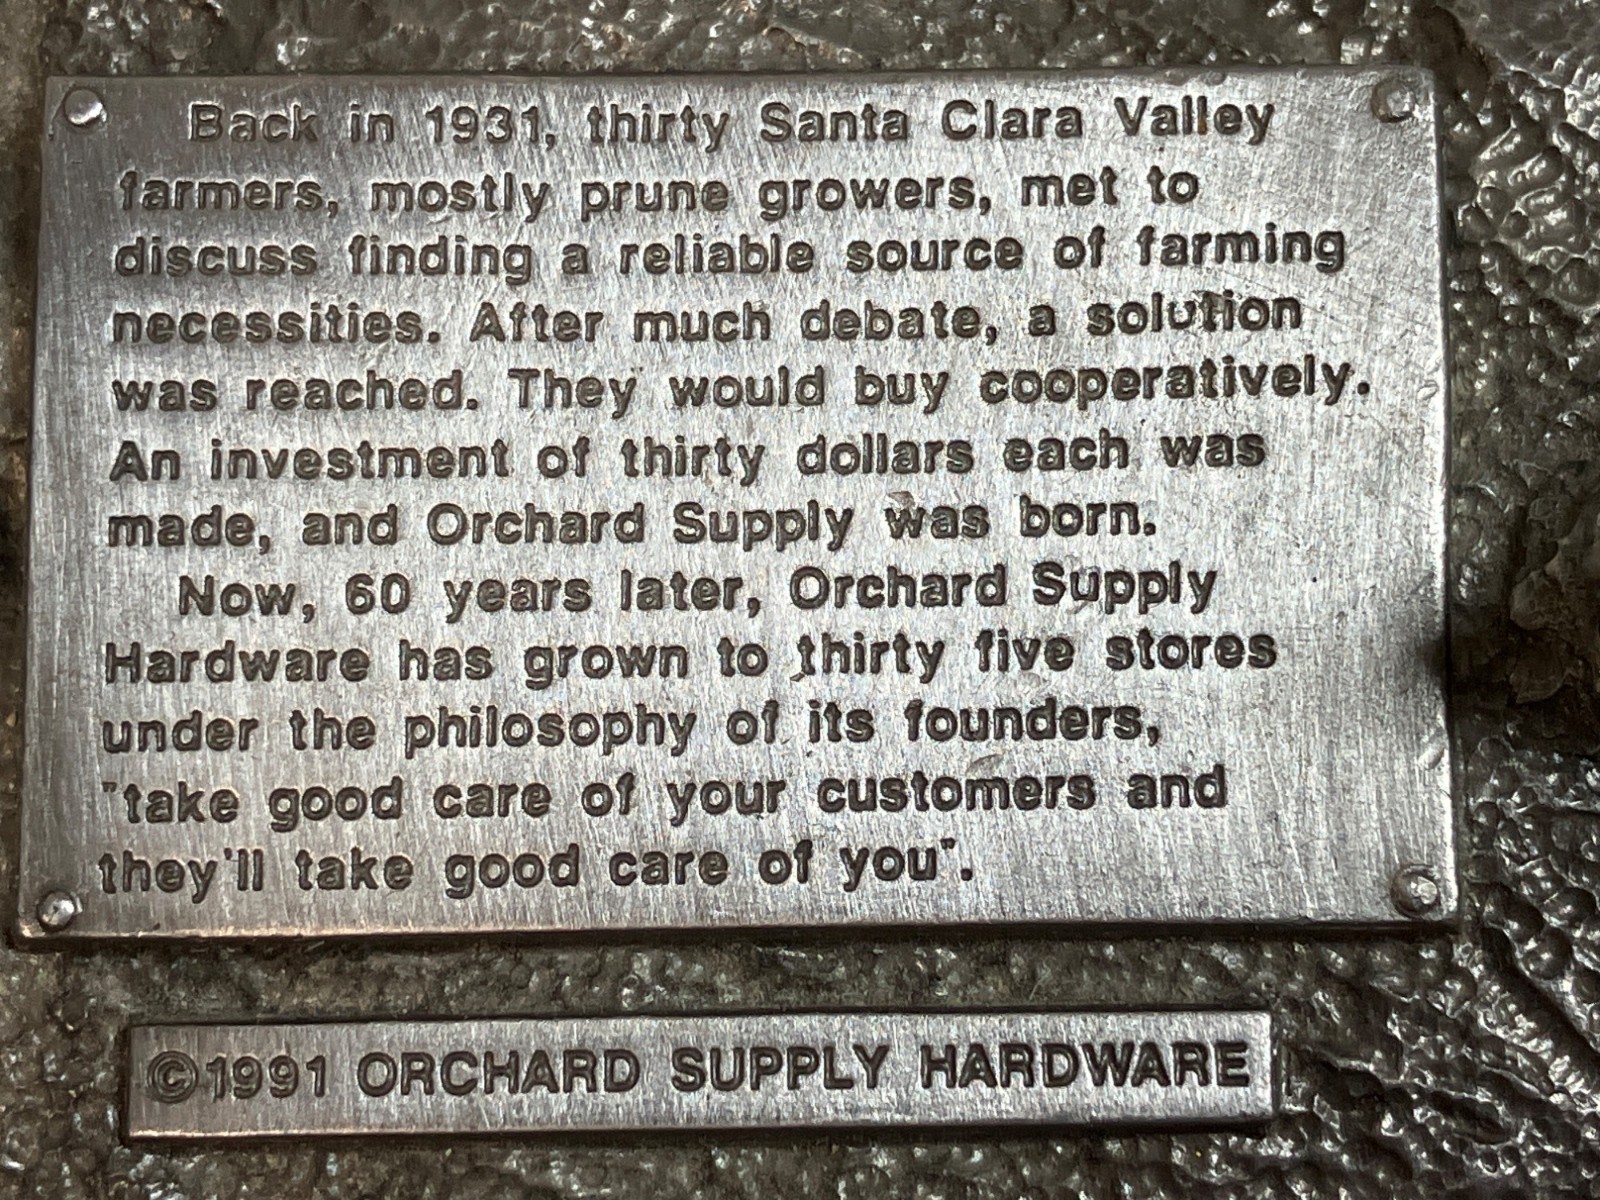 Back in 1931, thirty Santa Clara Valley
farmers, mostly prune growers, met to
discuss finding a reliable source of farming
necessities. After much debate, a solution
was reached. They would buy cooperatively.
An investment of thirty dollars each was
made, and Orchard Supply was born.
Now, 60 years later, Orchard Supply
Hardware has grown to thirty five stores
under the philosophy of its founders,
"take good care of your customers and
they'll take good care of you".
©1991 ORCHARD SUPPLY HARDWARE